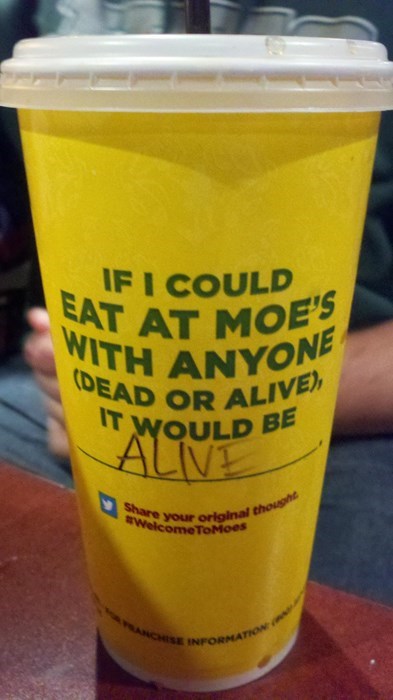 IF I COULD
EAT AT MOE'S
WITH ANYONE
(DEAD OR ALIVE),
IT WOULD BE
ALIVE.
Share your original thought.
#WelcomeToMoes
FOR FRANCHISE INFORMATION: